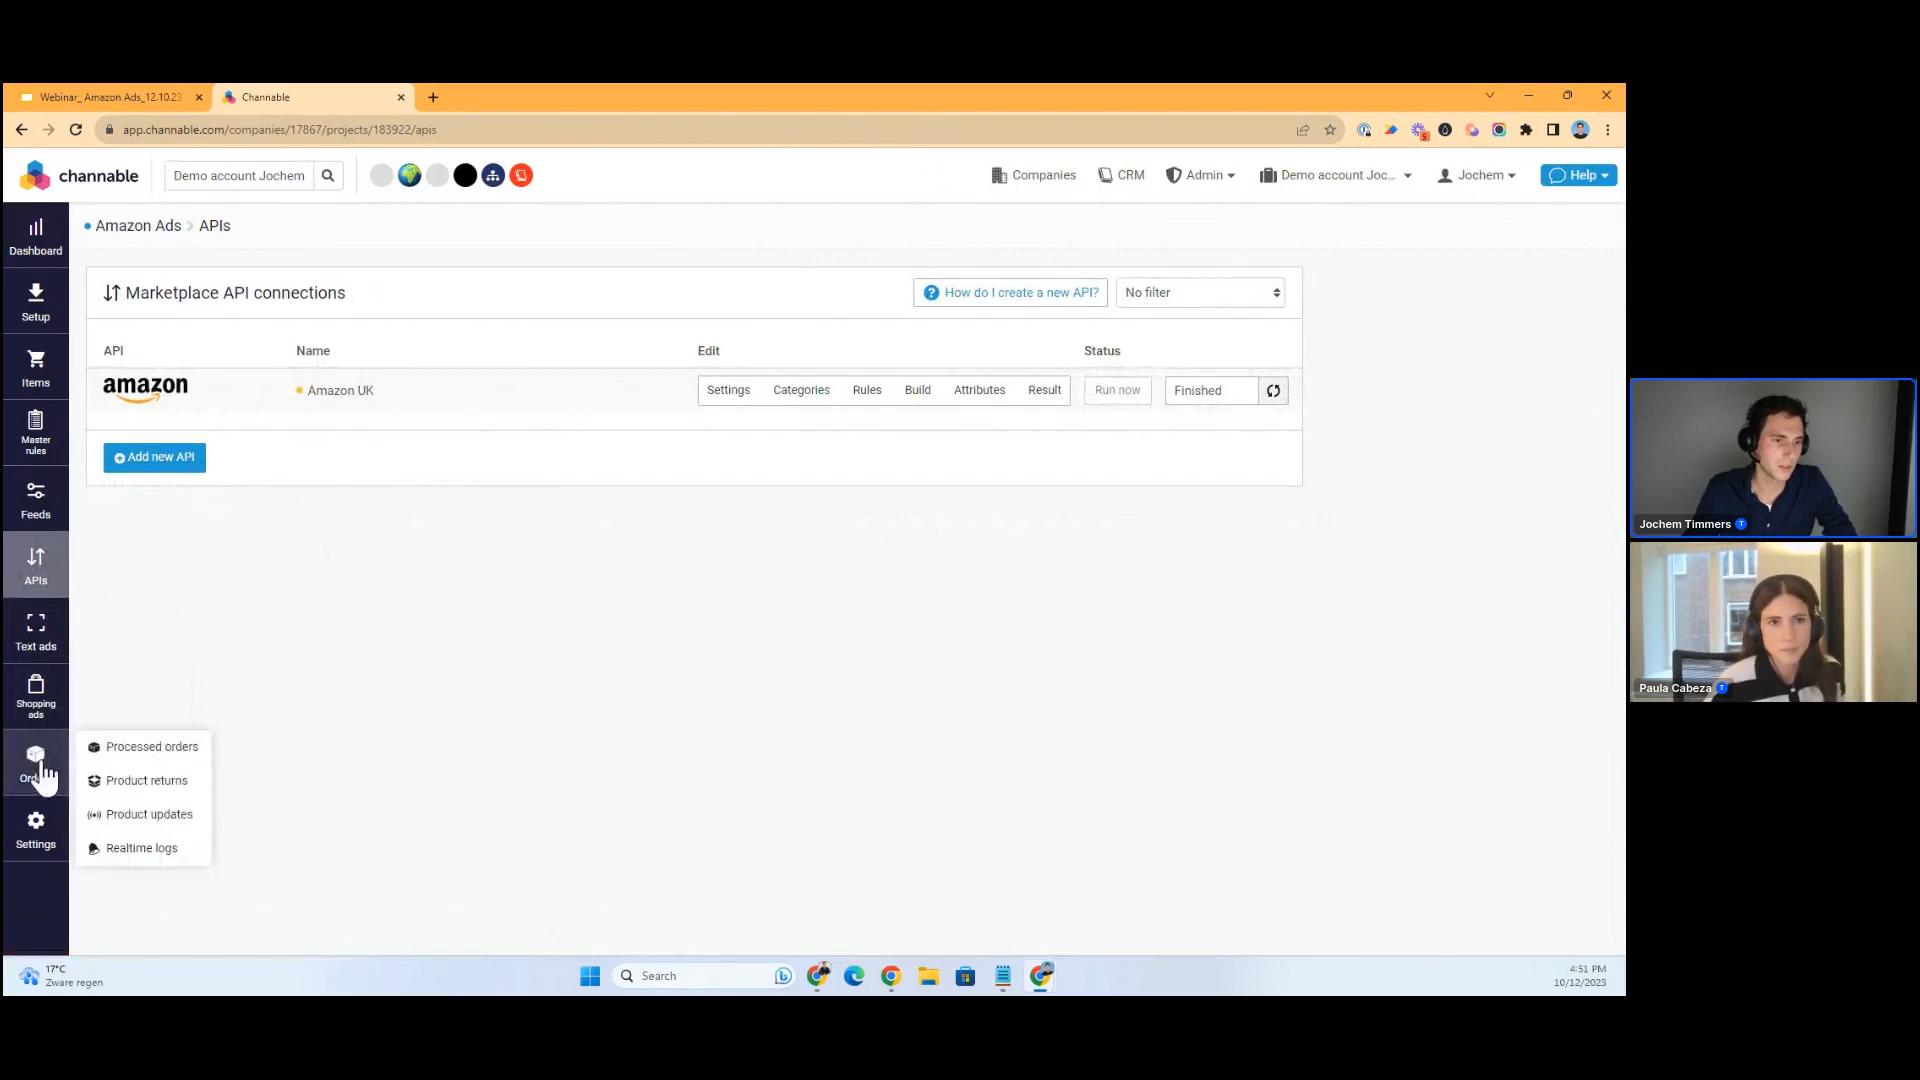 Webinar_ Amazon Ads_12.10.23
Channable
app.channable.com/companies/17867/projects/183922/apis
5
channable
Demo account Jochem
Companies
CRM
Admin
Demo account Joc...
Jochem
Help
Dashboard
Setup
Items
Master
rules
Feeds
APIs
Text ads
Shopping
ads
Settings
Amazon Ads > APIs
Marketplace API connections
? How do I create a new API?
No filter
API
Name
Edit
Status
amazon
Amazon UK
Settings
Categories
Rules
Build
Attributes
Result
Run now
Finished
Add new API
Processed orders
Product returns
Product updates
Realtime logs
Jochem Timmers T
Paula Cabeza T
17°C
Zware regen
Search
4:51 PM
10/12/2023